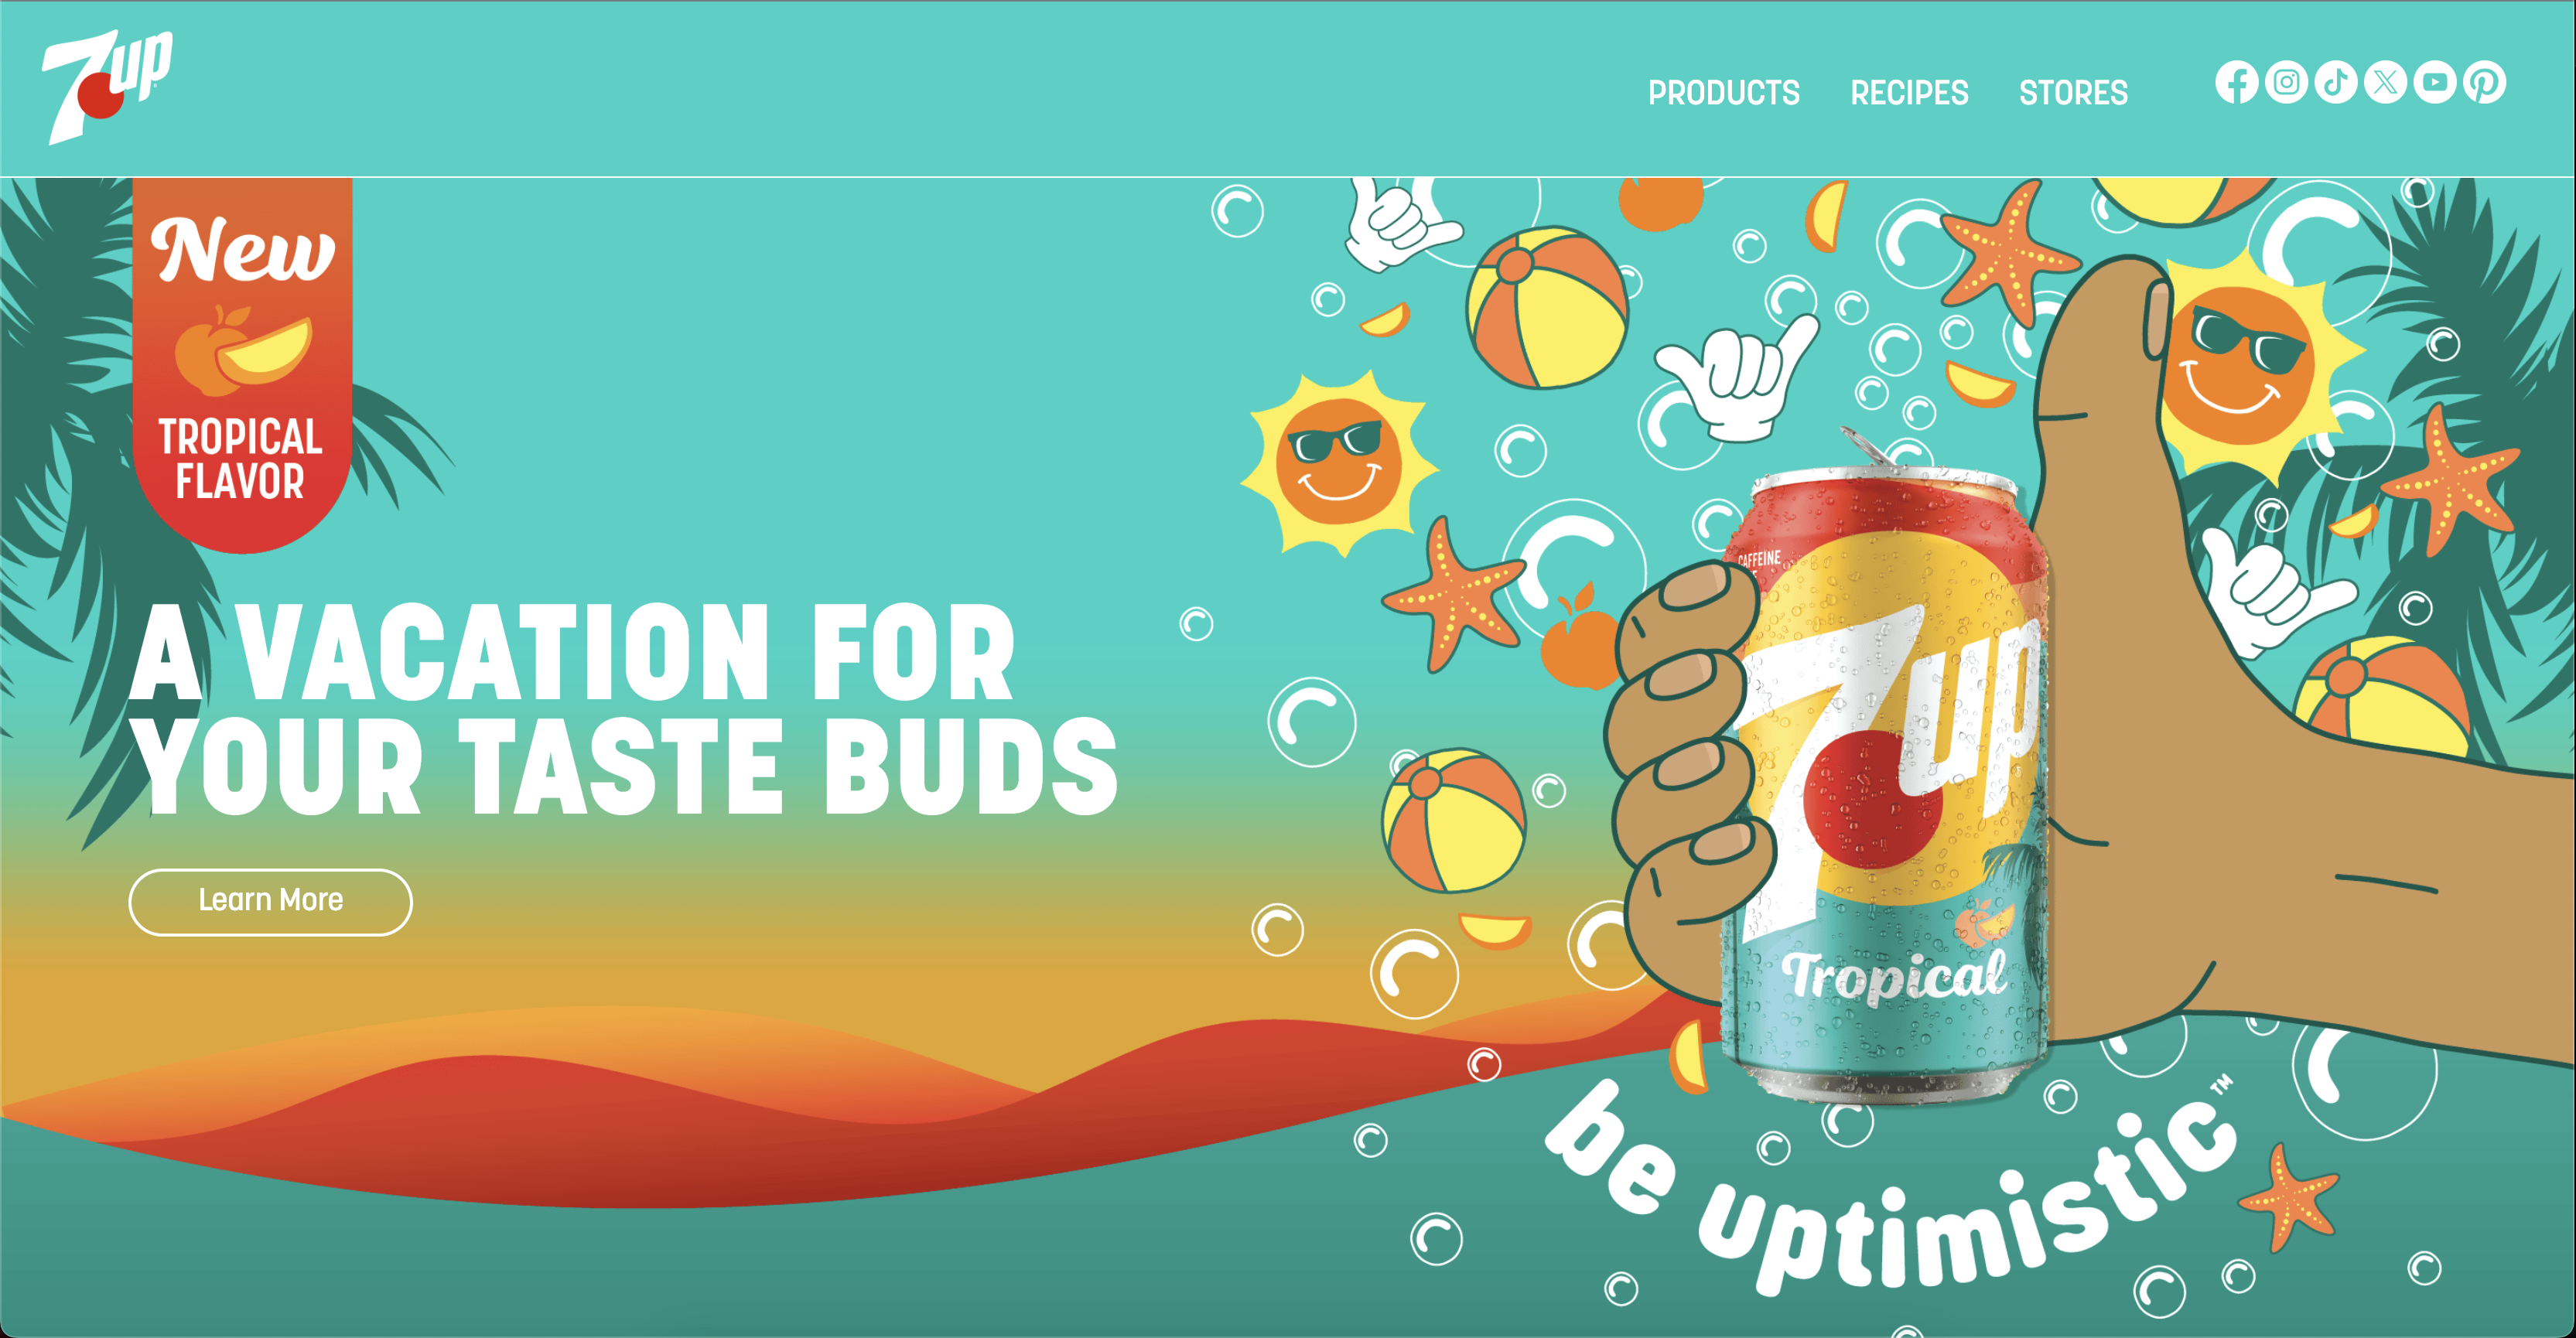 7up
PRODUCTS RECIPES STORES
New
TROPICAL
FLAVOR
A VACATION FOR
YOUR TASTE BUDS
Learn More
CAFFEINE
7up
Tropical
be uptimistic™